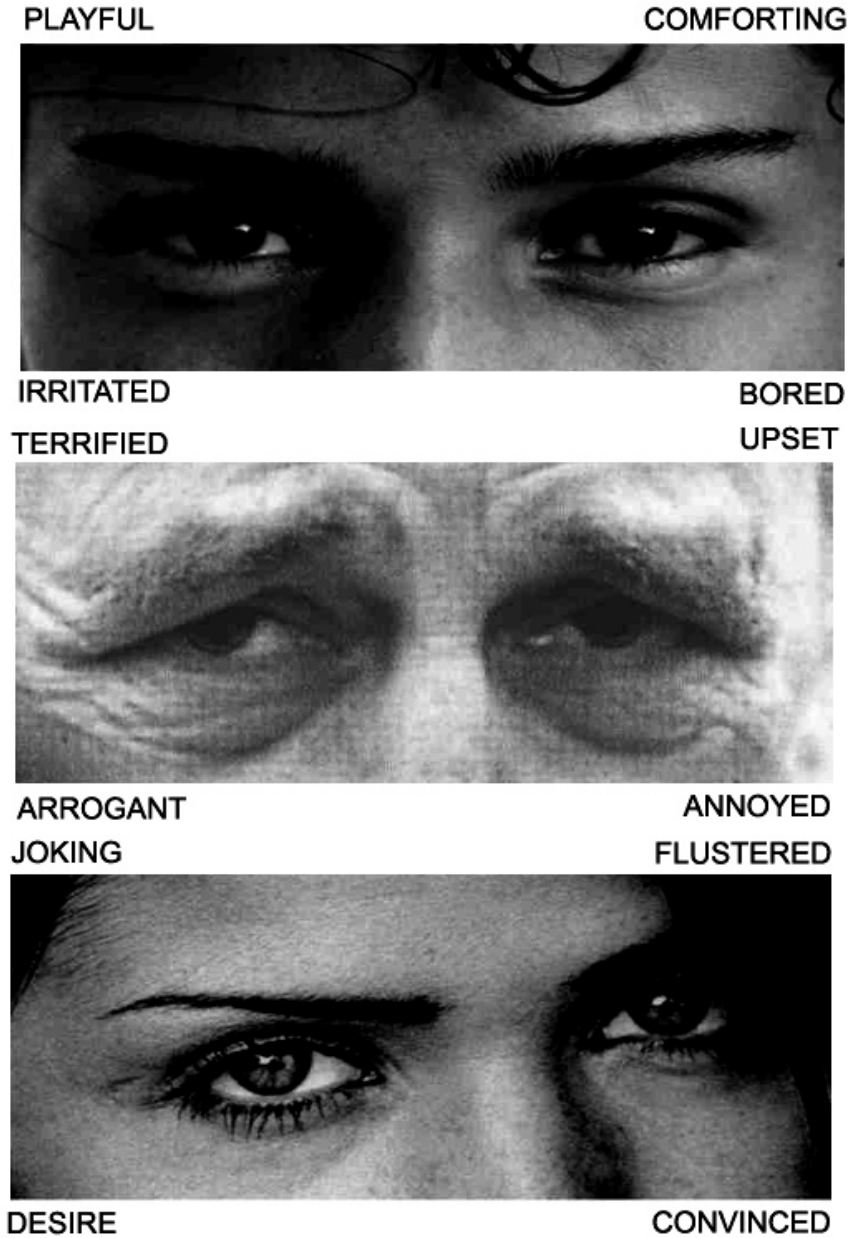 PLAYFUL COMFORTING
IRRITATED BORED
TERRIFIED UPSET
ARROGANT ANNOYED
JOKING FLUSTERED
DESIRE CONVINCED